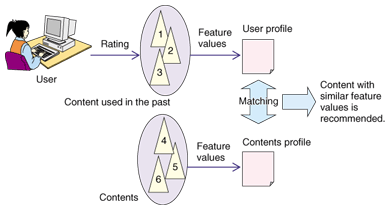 User
Rating
1
2
3
Content used in the past
Feature
values
User profile
Matching
Content with
similar feature
values is
recommended.
4
5
6
Contents
Feature
values
Contents profile